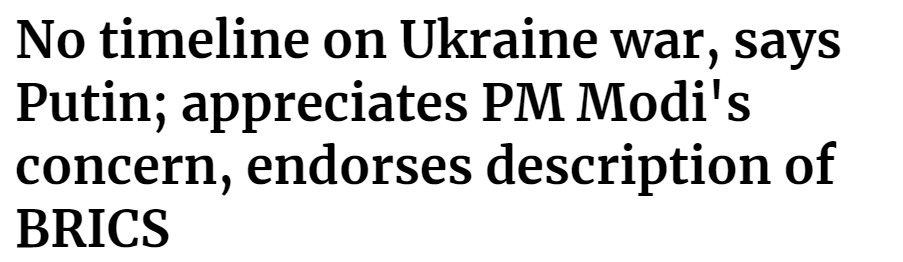 No timeline on Ukraine war, says
Putin; appreciates PM Modi's
concern, endorses description of
BRICS